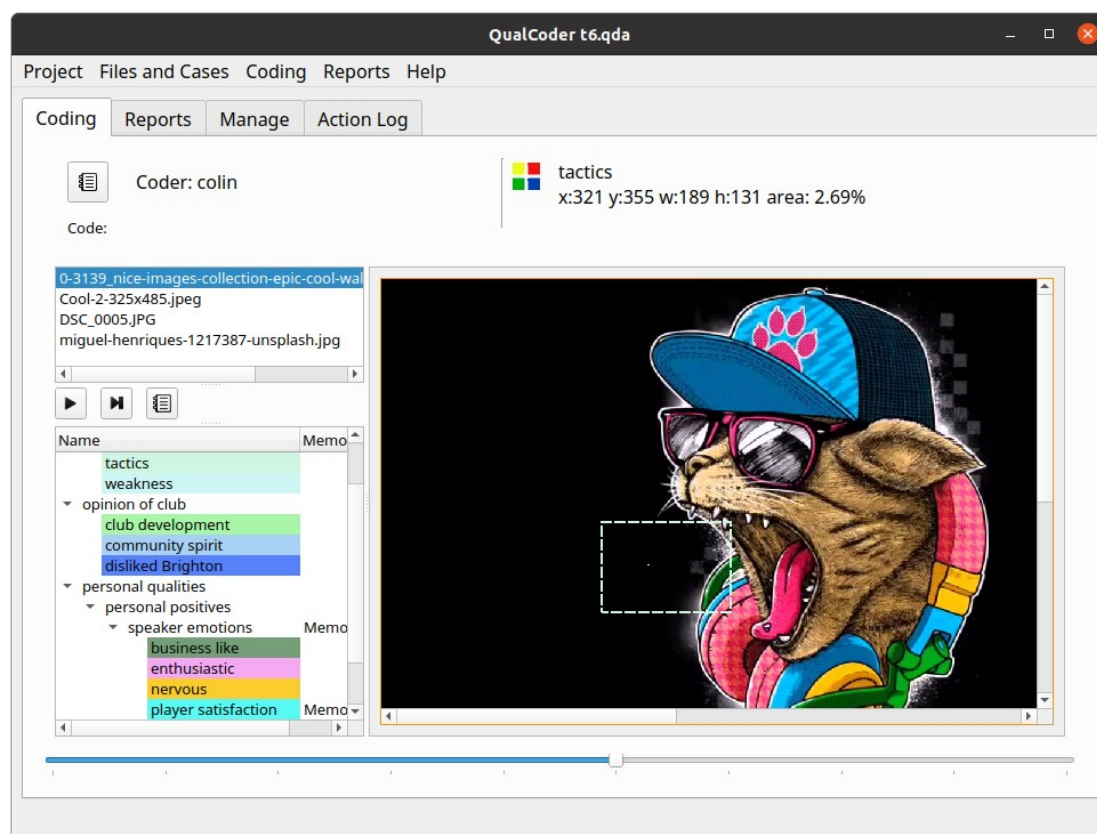 QualCoder t6.qda
Project Files and Cases Coding Reports Help
Coding Reports Manage Action Log
Coder: colin
tactics
x:321 y:355 w:189 h:131 area: 2.69%
Code:
0-3139_nice-images-collection-epic-cool-wal
Cool-2-325x485.jpeg
DSC_0005.JPG
miguel-henriques-1217387-unsplash.jpg
Name Memo
tactics
weakness
opinion of club
club development
community spirit
disliked Brighton
personal qualities
personal positives
speaker emotions Memo
business like
enthusiastic
nervous
player satisfaction Memo